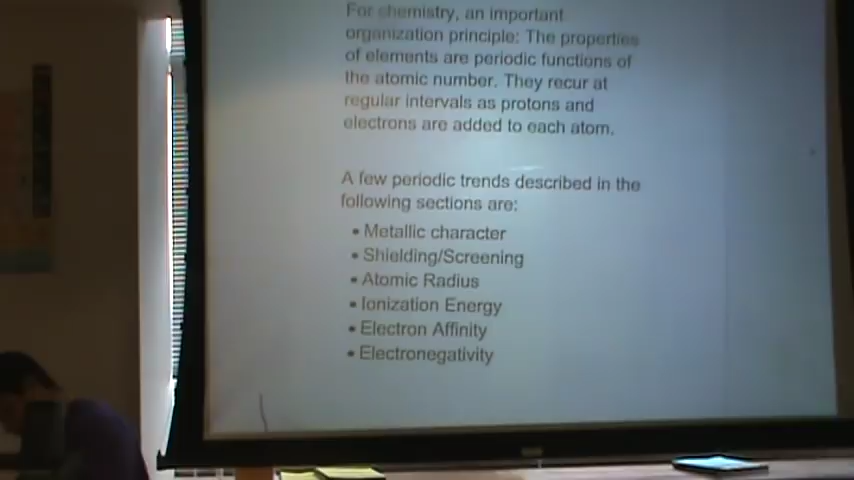 For chemistry, an important
organization principle: The properties
of elements are periodic functions of
the atomic number. They recur at
regular intervals as protons and
electrons are added to each atom.
A few periodic trends described in the
following sections are:
• Metallic character
• Shielding/Screening
• Atomic Radius
• Ionization Energy
• Electron Affinity
• Electronegativity